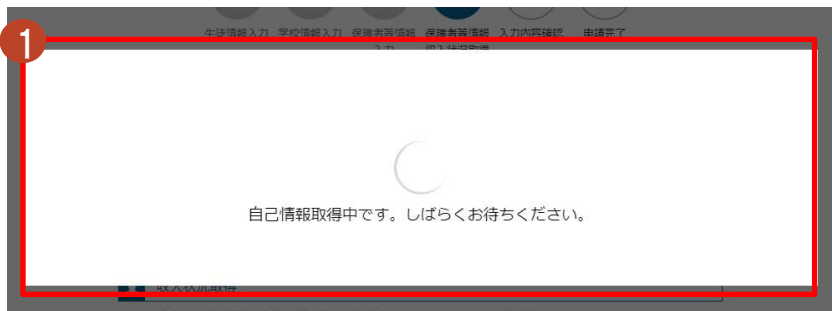 1
生徒情報入力 学校情報入力 保護者等情報 保護者等情報 入力内容確認 申請完了
入力 収入状況取得
自己情報取得中です。しばらくお待ちください。
収入状況取得